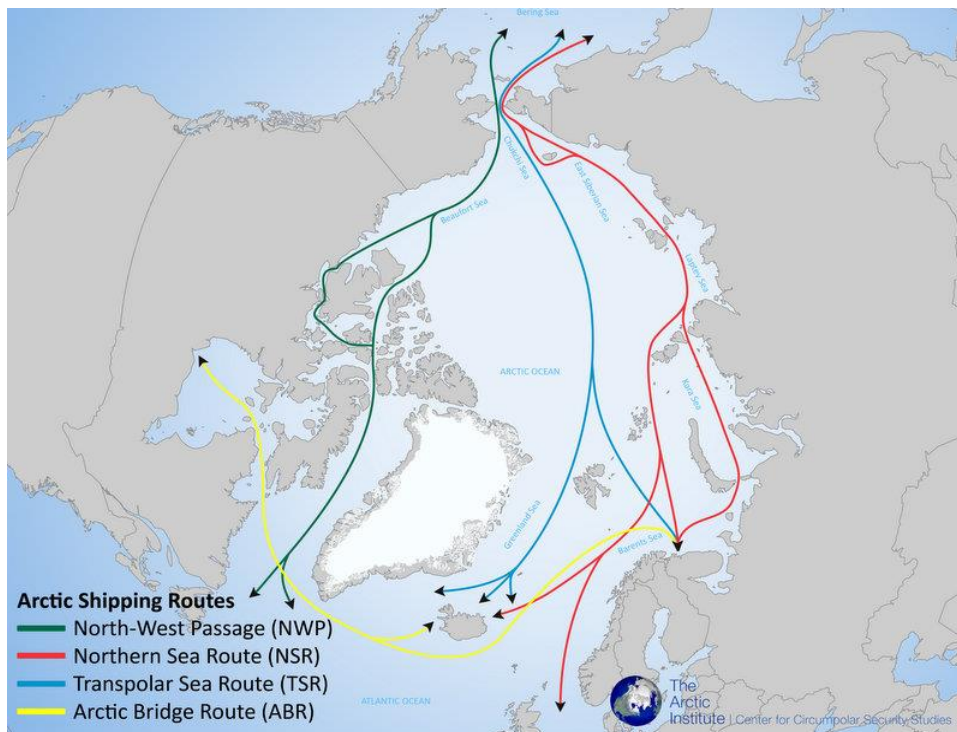 Bering Sea
Chukchi Sea
East Siberian Sea
Beaufort Sea
Laptev Sea
ARCTIC OCEAN
Kara Sea
Greenland Sea
Barents Sea
Arctic Shipping Routes
North-West Passage (NWP)
Northern Sea Route (NSR)
Transpolar Sea Route (TSR)
Arctic Bridge Route (ABR)
ATLANTIC OCEAN
The
Arctic
Institute | Center for Circumpolar Security Studies